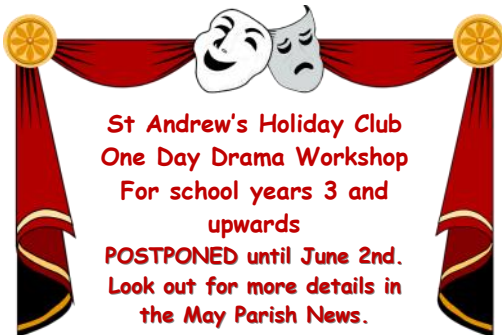 St Andrew's Holiday Club
One Day Drama Workshop
For school years 3 and
upwards
POSTPONED until June 2nd.
Look out for more details in
the May Parish News.